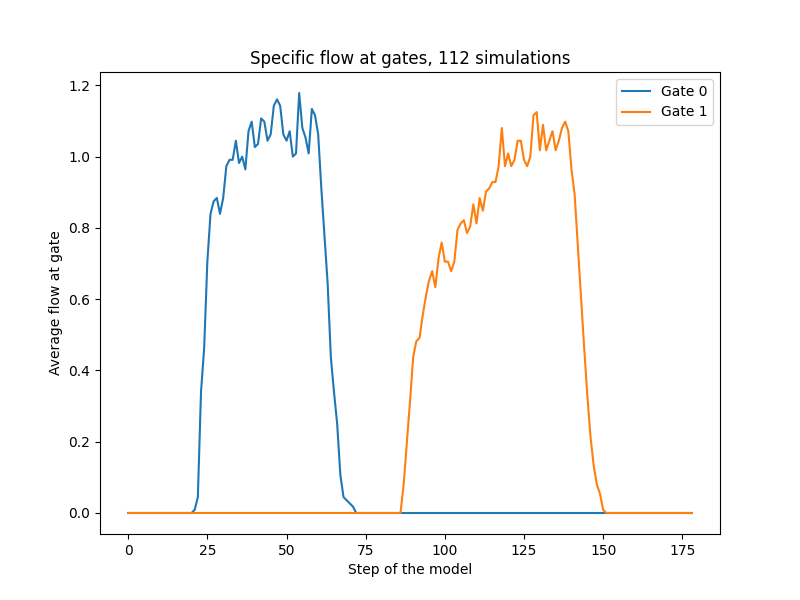 Specific flow at gates, 112 simulations
Gate 0
Gate 1
Average flow at gate
1.2
1.0
0.8
0.6
0.4
0.2
0.0
0 25 50 75 100 125 150 175
Step of the model